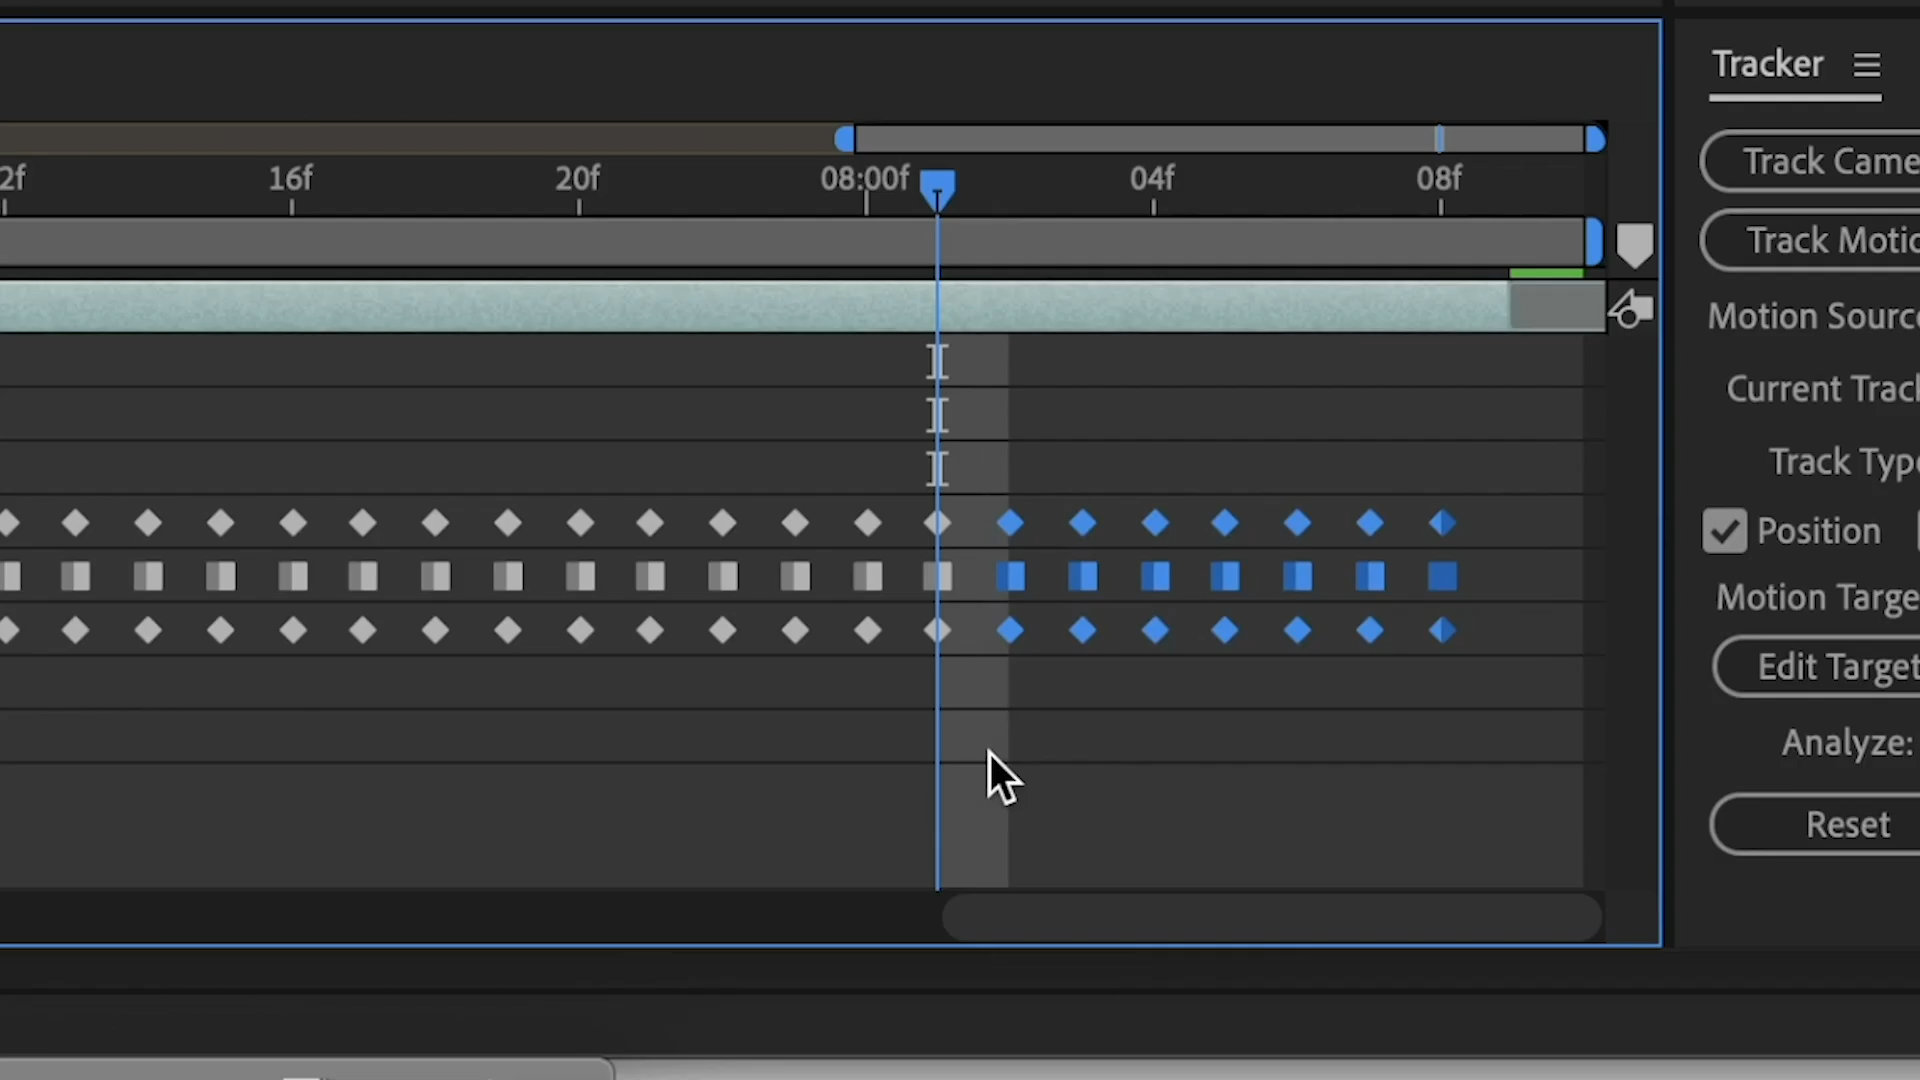 Tracker
2f 16f 20f 08:00f 04f 08f
Track Came
Track Motio
Motion Source
Current Track
Track Type
Position
Motion Targe
Edit Target
Analyze:
Reset